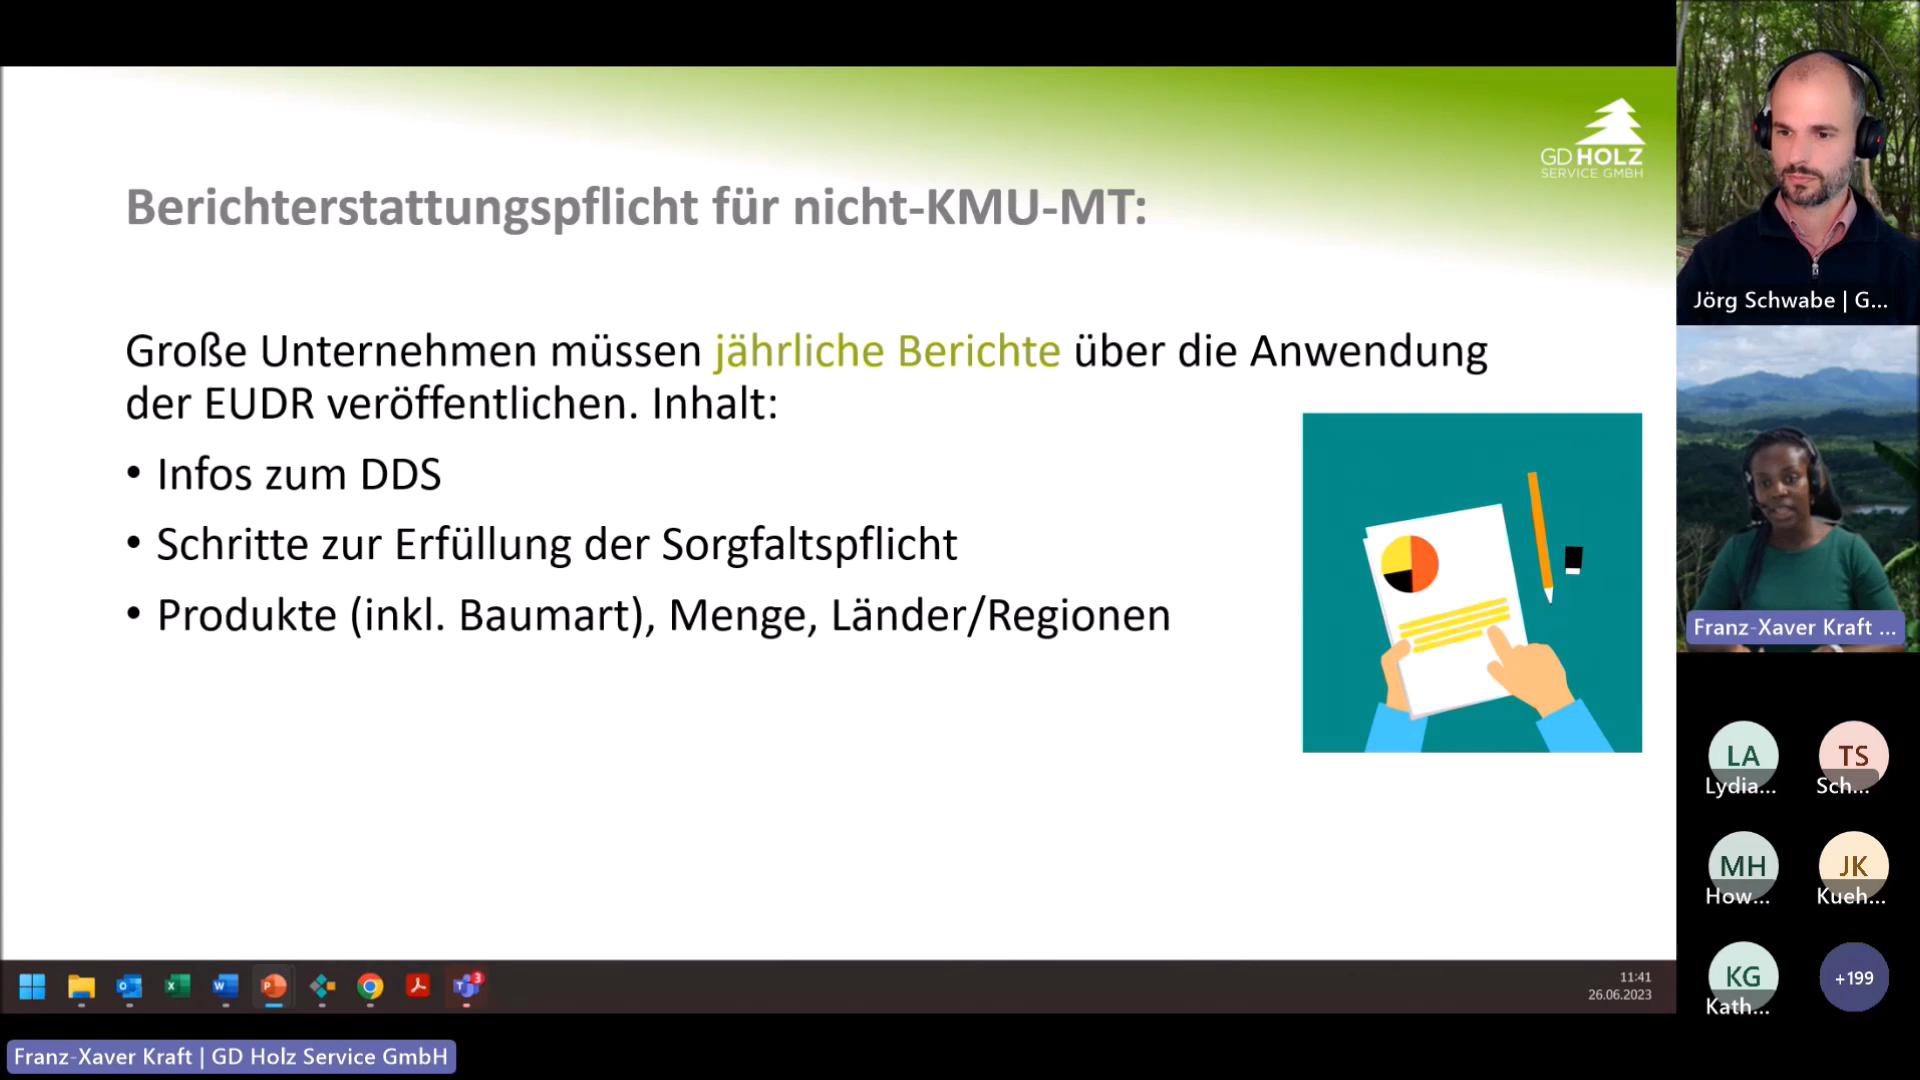 GD HOLZ
SERVICE GMBH
Berichterstattungspflicht für nicht-KMU-MT:
Große Unternehmen müssen jährliche Berichte über die Anwendung
der EUDR veröffentlichen. Inhalt:
• Infos zum DDS
• Schritte zur Erfüllung der Sorgfaltspflicht
• Produkte (inkl. Baumart), Menge, Länder/Regionen
11:41
26.06.2023
3
Franz-Xaver Kraft | GD Holz Service GmbH
Jörg Schwabe | G...
Franz-Xaver Kraft ...
LA
Lydia...
TS
Sch...
MH
How...
JK
Kueh...
KG
Kath...
+199